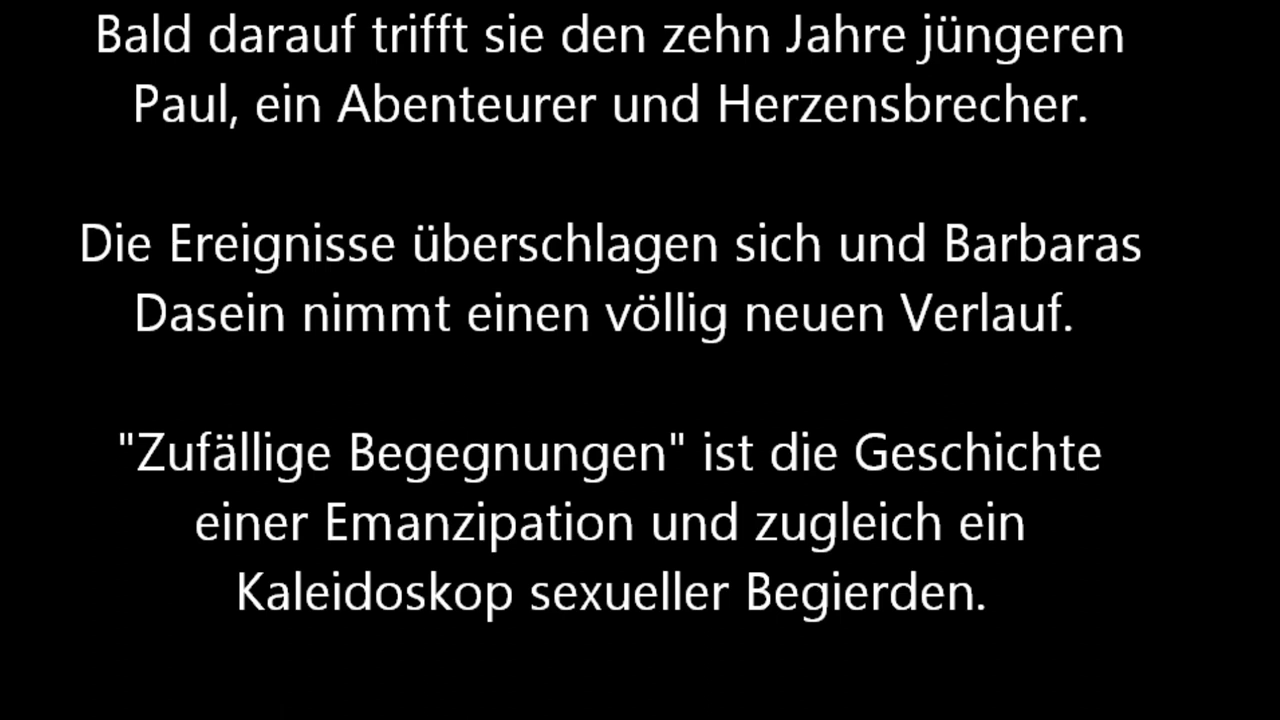 Bald darauf trifft sie den zehn Jahre jüngeren
Paul, ein Abenteurer und Herzensbrecher.
Die Ereignisse überschlagen sich und Barbaras
Dasein nimmt einen völlig neuen Verlauf.
"Zufällige Begegnungen" ist die Geschichte
einer Emanzipation und zugleich ein
Kaleidoskop sexueller Begierden.